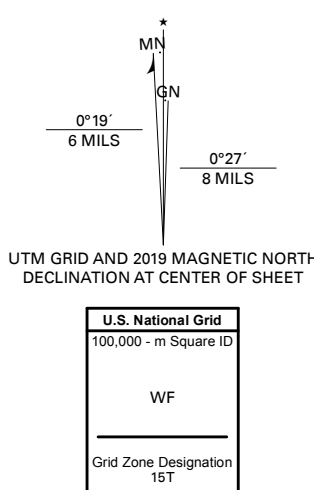 ★
MN
GN
0°19´
6 MILS
0°27´
8 MILS
UTM GRID AND 2019 MAGNETIC NORTH
DECLINATION AT CENTER OF SHEET
U.S. National Grid
100,000 - m Square ID
WF
Grid Zone Designation
15T